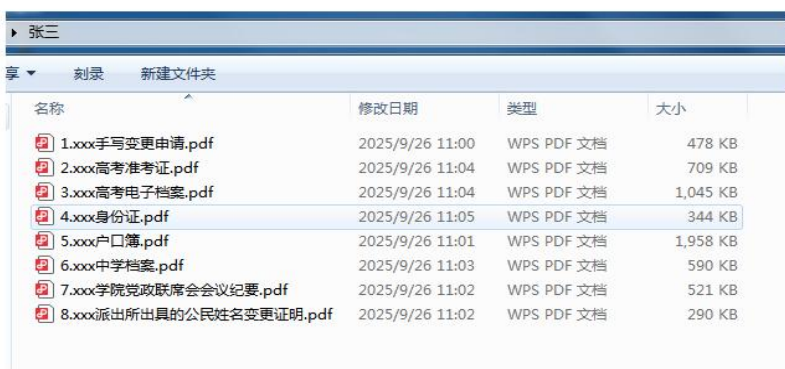 张三
享 刻录 新建文件夹
名称 修改日期 类型 大小
1.xxx手写变更申请.pdf 2025/9/26 11:00 WPS PDF 文档 478 KB
2.xxx高考准考证.pdf 2025/9/26 11:04 WPS PDF 文档 709 KB
3.xxx高考电子档案.pdf 2025/9/26 11:04 WPS PDF 文档 1,045 KB
4.xxx身份证.pdf 2025/9/26 11:05 WPS PDF 文档 344 KB
5.xxx户口簿.pdf 2025/9/26 11:01 WPS PDF 文档 1,958 KB
6.xxx中学档案.pdf 2025/9/26 11:03 WPS PDF 文档 590 KB
7.xxx学院党政联席会会议纪要.pdf 2025/9/26 11:02 WPS PDF 文档 521 KB
8.xxx派出所出具的公民姓名变更证明.pdf 2025/9/26 11:02 WPS PDF 文档 290 KB